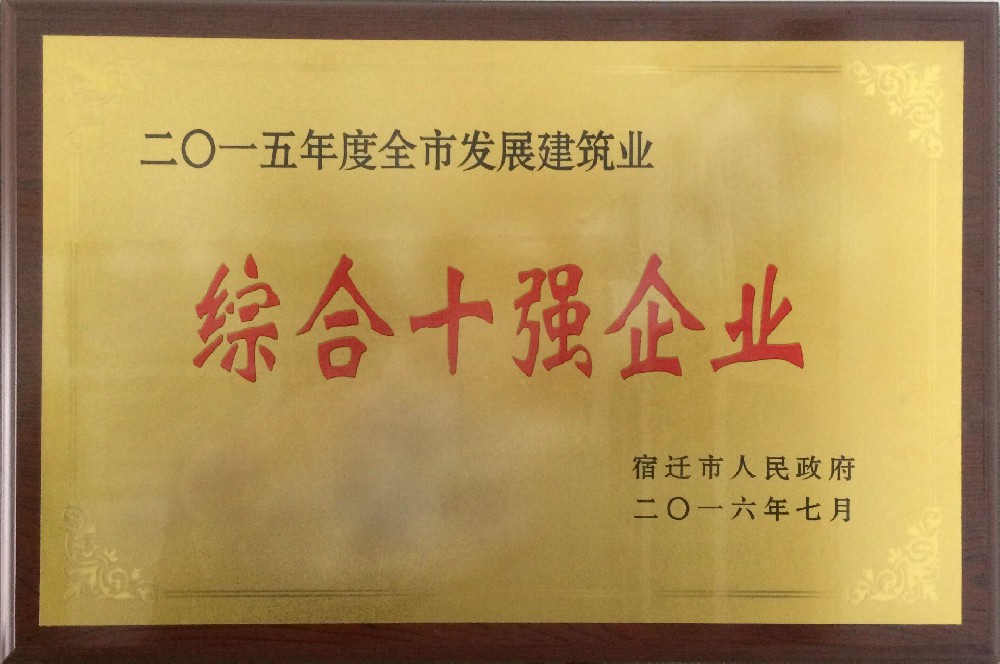 二〇一五年度全市发展建筑业
综合十强企业
宿迁市人民政府
二〇一六年七月